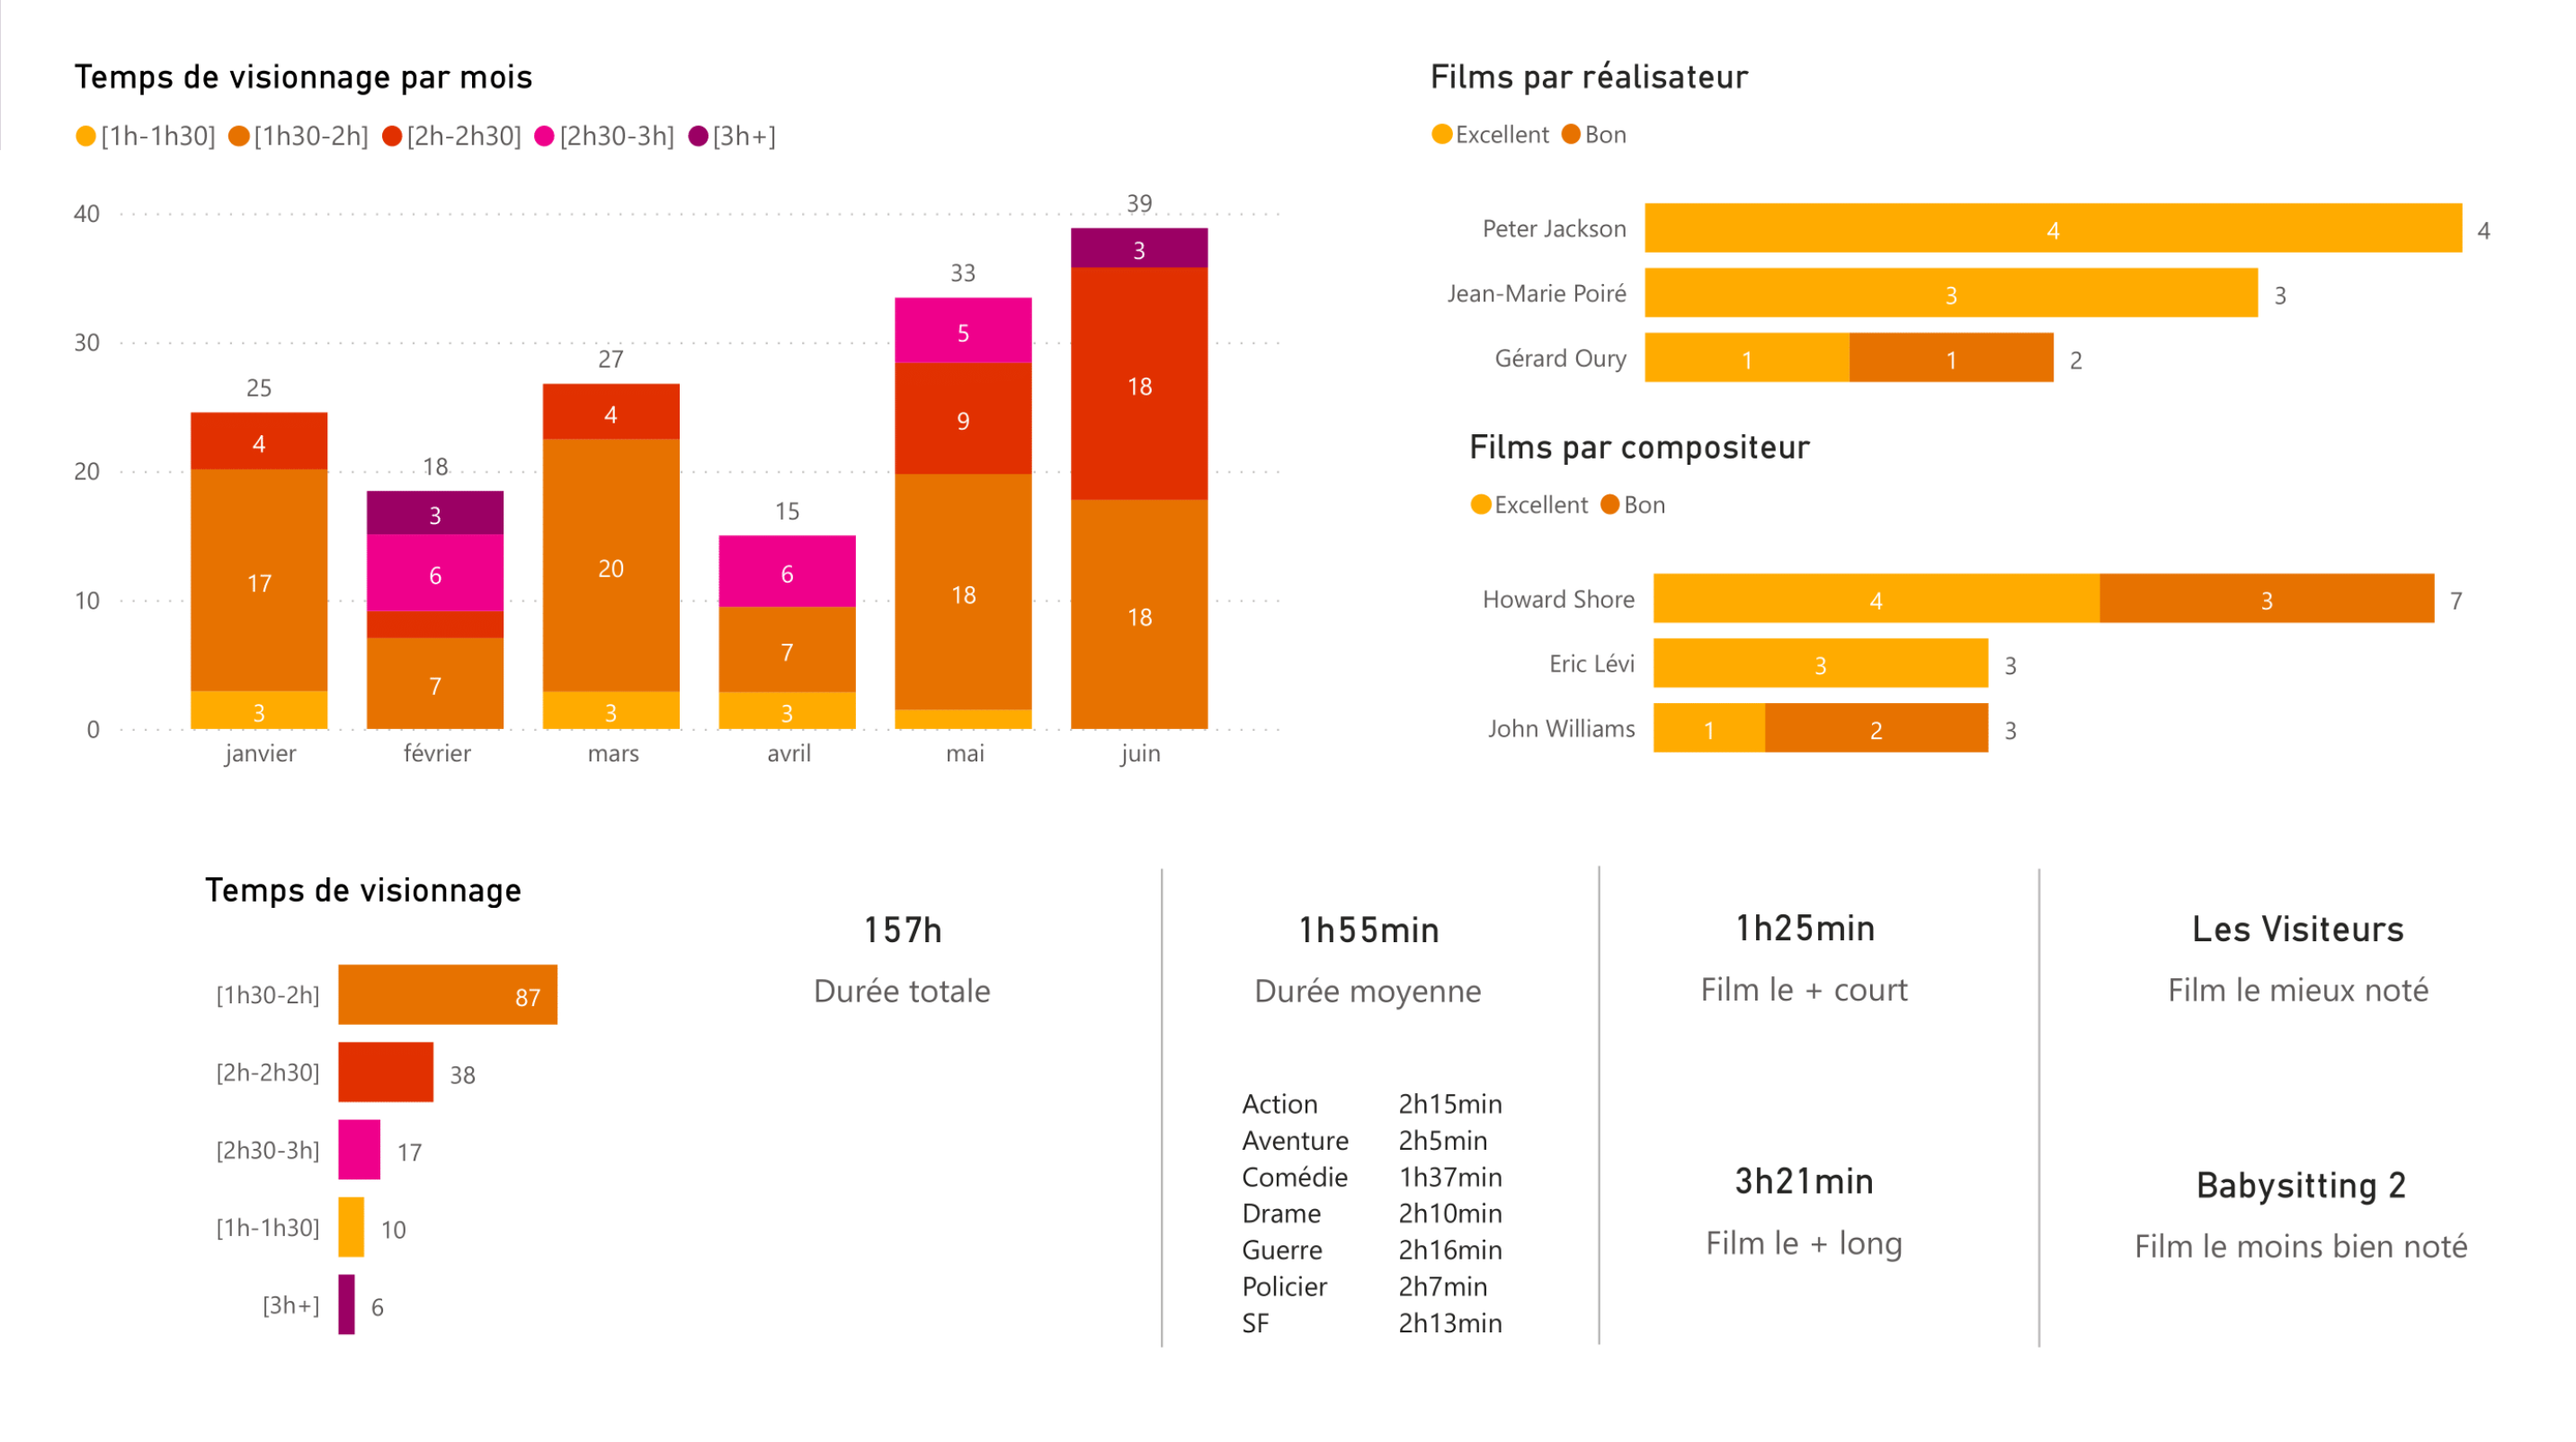 Temps de visionnage par mois
[1h-1h30] [1h30-2h] [2h-2h30] [2h30-3h] [3h+]
40
30
20
10
0
25
4
17
3
18
3
6
7
27
4
20
3
15
6
7
3
33
5
9
18
39
3
18
18
janvier février mars avril mai juin
Films par réalisateur
Excellent Bon
Peter Jackson 4 4
Jean-Marie Poiré 3 3
Gérard Oury 1 1 2
Films par compositeur
Excellent Bon
Howard Shore 4 3 7
Eric Lévi 3 3
John Williams 1 2 3
Temps de visionnage
[1h30-2h] 87
[2h-2h30] 38
[2h30-3h] 17
[1h-1h30] 10
[3h+] 6
157h
Durée totale
1h55min
Durée moyenne
Action 2h15min
Aventure 2h5min
Comédie 1h37min
Drame 2h10min
Guerre 2h16min
Policier 2h7min
SF 2h13min
1h25min
Film le + court
3h21min
Film le + long
Les Visiteurs
Film le mieux noté
Babysitting 2
Film le moins bien noté